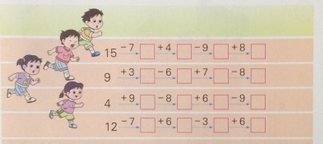 15 -7 □ +4 □ -9 □ +8 □
9 +3 □ -6 □ +7 □ -8 □
4 +9 □ -8 □ +6 □ -9 □
12 -7 □ +6 □ -3 □ +6 □